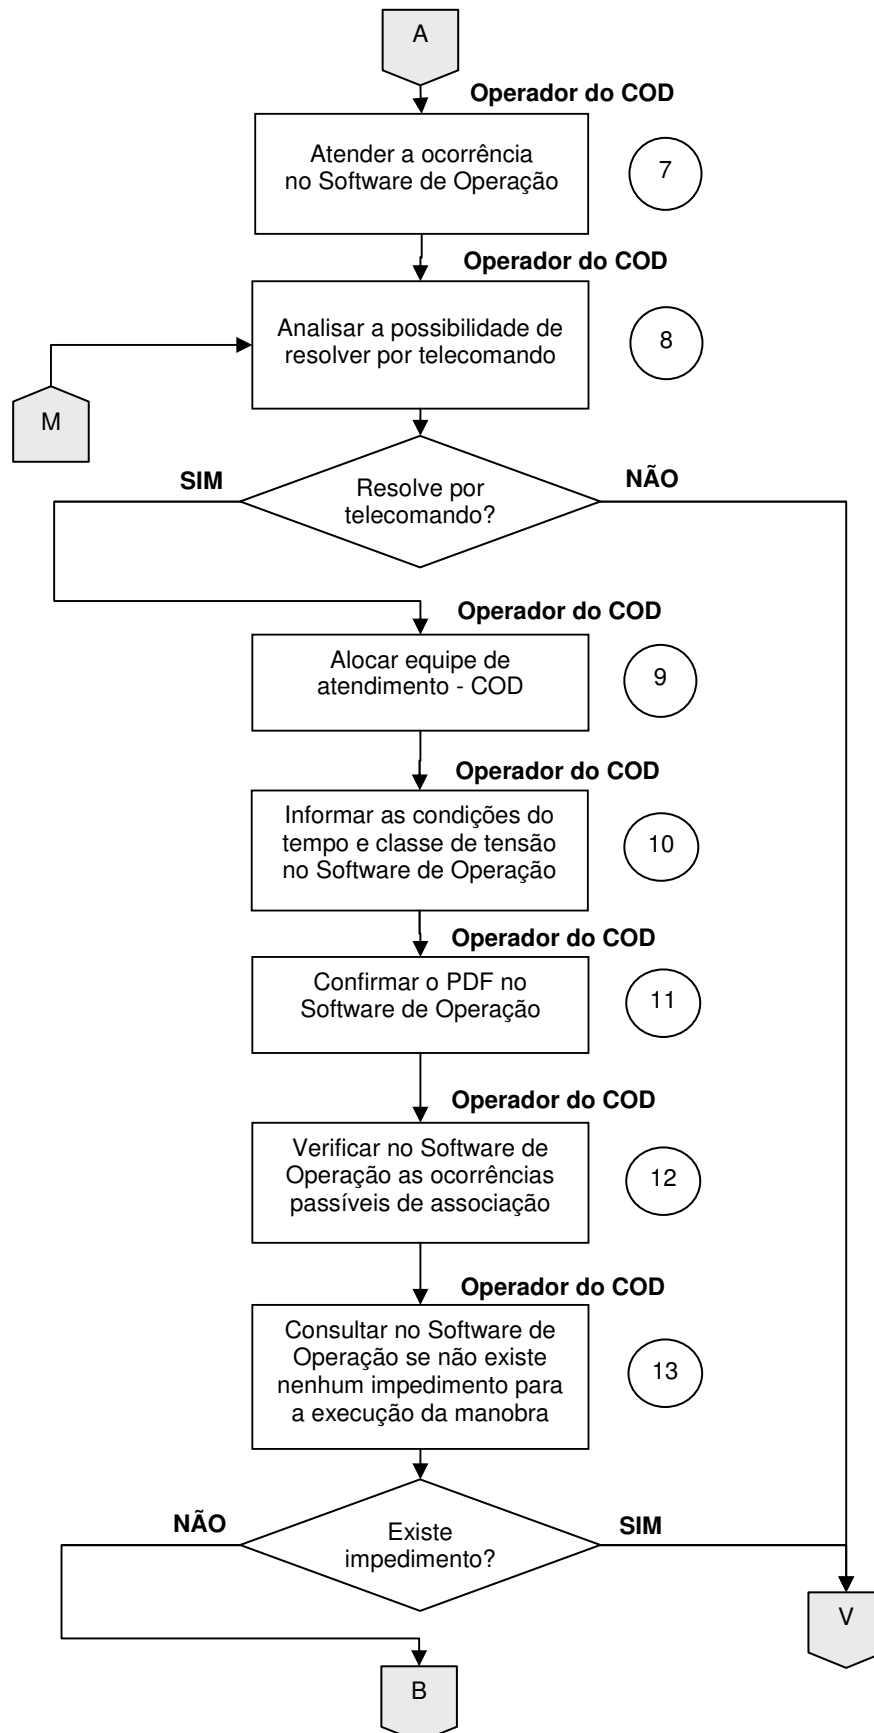 A
Operador do COD
Atender a ocorrência
no Software de Operação
7
Operador do COD
Analisar a possibilidade de
resolver por telecomando
8
M
SIM
Resolve por
telecomando?
NÃO
Operador do COD
Alocar equipe de
atendimento - COD
9
Operador do COD
Informar as condições do
tempo e classe de tensão
no Software de Operação
10
Operador do COD
Confirmar o PDF no
Software de Operação
11
Operador do COD
Verificar no Software de
Operação as ocorrências
passíveis de associação
12
Operador do COD
Consultar no Software de
Operação se não existe
nenhum impedimento para
a execução da manobra
13
NÃO
Existe
impedimento?
SIM
V
B